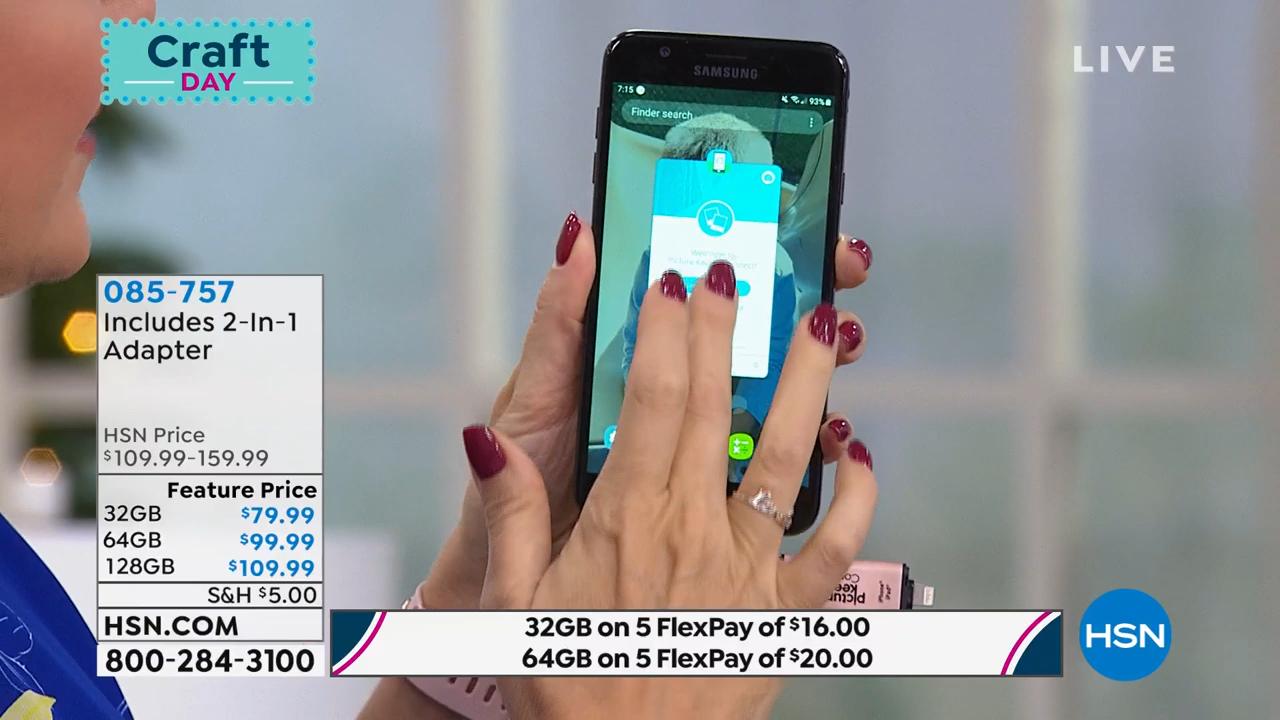 Craft
DAY
LIVE
SAMSUNG
7:15
93%
Finder search
085-757
Includes 2-In-1
Adapter
HSN Price
$109.99-159.99
Feature Price
32GB $79.99
64GB $99.99
128GB $109.99
S&H $5.00
HSN.COM
800-284-3100
32GB on 5 FlexPay of $16.00
64GB on 5 FlexPay of $20.00
HSN
iPhone
iPad